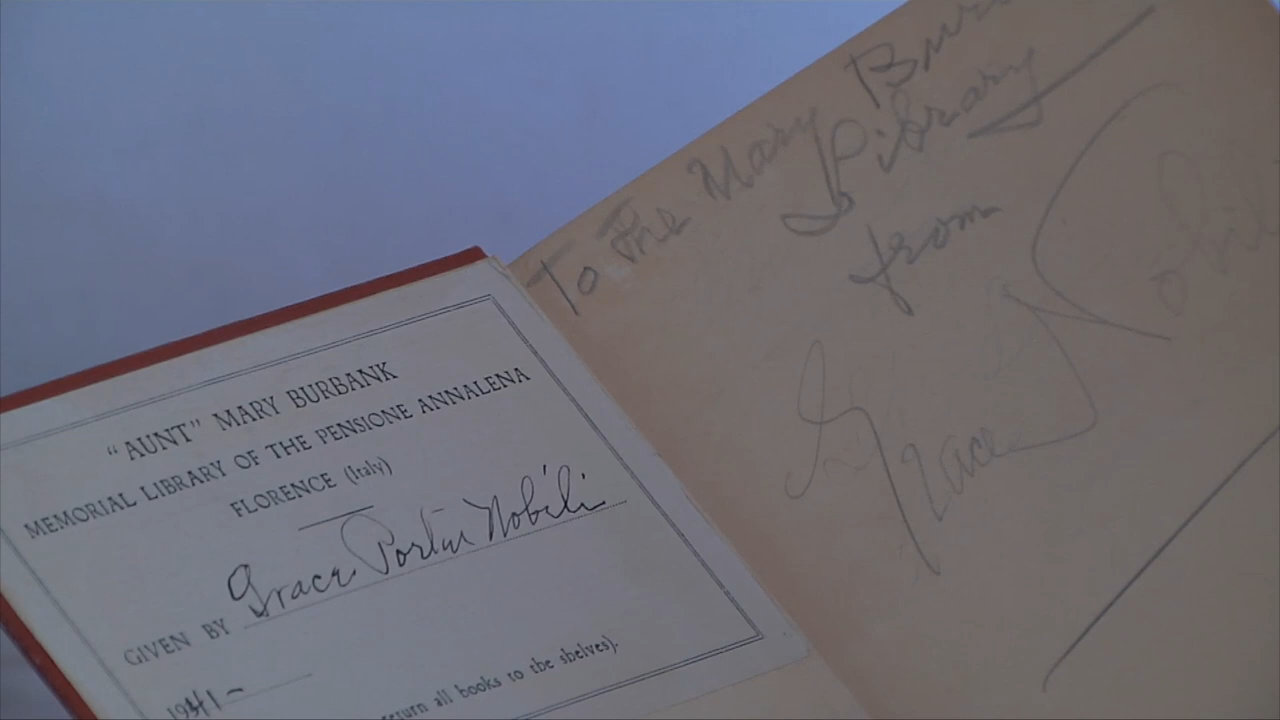 "AUNT" MARY BURBANK
MEMORIAL LIBRARY OF THE PENSIONE ANNALENA
FLORENCE (Italy)
GIVEN BY Grace Porter Nobili
1941-
return all books to the shelves).
To The Mary Bur
Library
from
Grace